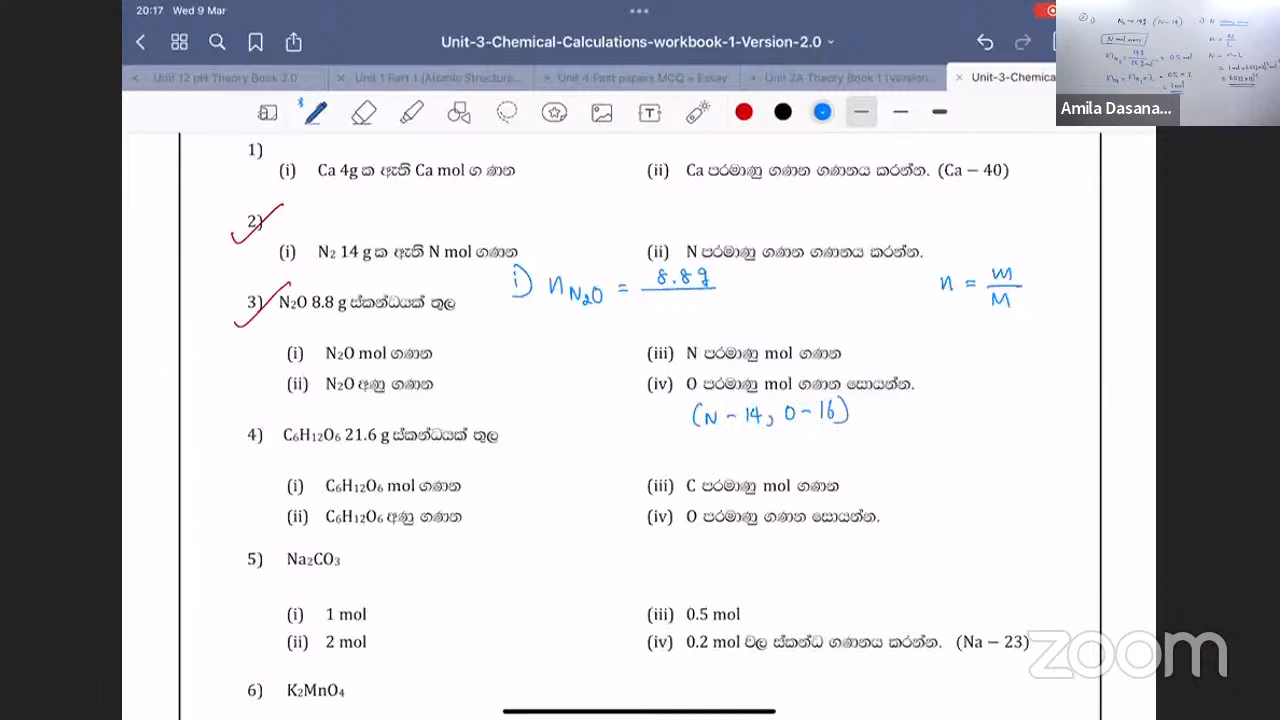 20:17 Wed 9 Mar
Unit-3-Chemical-Calculations-workbook-1-Version-2.0
Unit 12 pH Theory Book 2.0
Unit 1 Part 1 (Atomic Structure...
Unit 4 Past papers MCQ + Essay
Unit 2A Theory Book 1 (Version...
Unit-3-Chemica
Amila Dasana...
1)
(i) Ca 4g ක ඇති Ca mol ග ණන (ii) Ca පරමාණු ගණන ගණනය කරන්න. (Ca − 40)
2)
(i) N₂ 14 g ක ඇති N mol ගණන (ii) N පරමාණු ගණන ගණනය කරන්න.
i) n N₂O = 8.8g
n = m/M
3) N₂O 8.8 g ස්කන්ධයක් තුල
(i) N₂O mol ගණන (iii) N පරමාණු mol ගණන
(ii) N₂O අණු ගණන (iv) O පරමාණු mol ගණන සොයන්න.
(N − 14, O − 16)
4) C₆H₁₂O₆ 21.6 g ස්කන්ධයක් තුල
(i) C₆H₁₂O₆ mol ගණන (iii) C පරමාණු mol ගණන
(ii) C₆H₁₂O₆ අණු ගණන (iv) O පරමාණු ගණන සොයන්න.
5) Na₂CO₃
(i) 1 mol (iii) 0.5 mol
(ii) 2 mol (iv) 0.2 mol වල ස්කන්ධ ගණනය කරන්න. (Na − 23)
zoom
6) K₂MnO₄